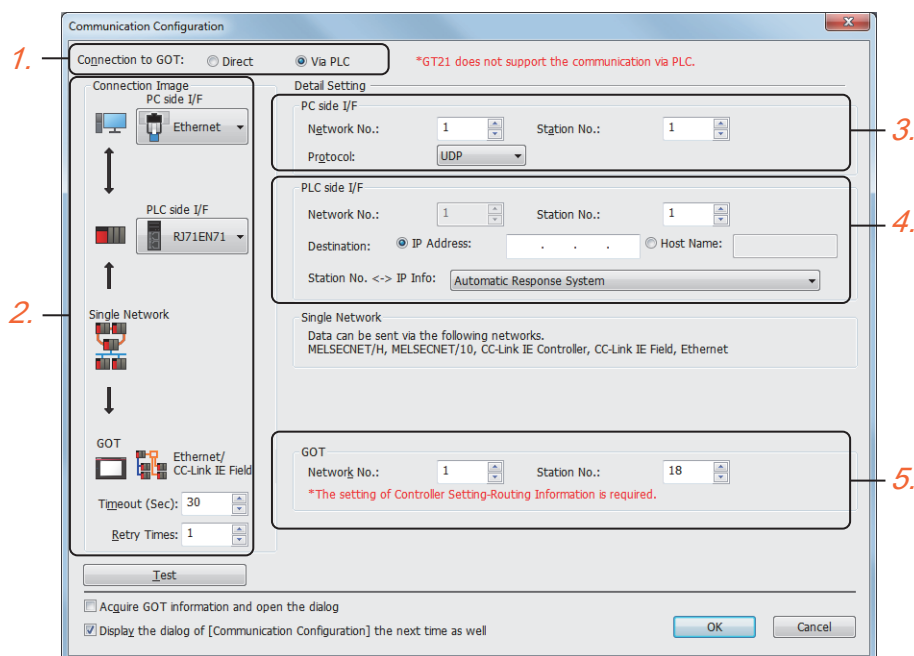 Communication Configuration
1.
Connection to GOT: Direct Via PLC *GT21 does not support the communication via PLC.
2.
Connection Image
PC side I/F
Ethernet
PLC side I/F
RJ71EN71
Single Network
GOT
Ethernet/
CC-Link IE Field
Timeout (Sec): 30
Retry Times: 1
Detail Setting
PC side I/F
Network No.: 1 Station No.: 1
Protocol: UDP
3.
PLC side I/F
Network No.: 1 Station No.: 1
Destination: IP Address: . . . Host Name:
Station No. <-> IP Info: Automatic Response System
4.
Single Network
Data can be sent via the following networks.
MELSECNET/H, MELSECNET/10, CC-Link IE Controller, CC-Link IE Field, Ethernet
GOT
Network No.: 1 Station No.: 18
*The setting of Controller Setting-Routing Information is required.
5.
Test
Acquire GOT information and open the dialog
Display the dialog of [Communication Configuration] the next time as well
OK Cancel